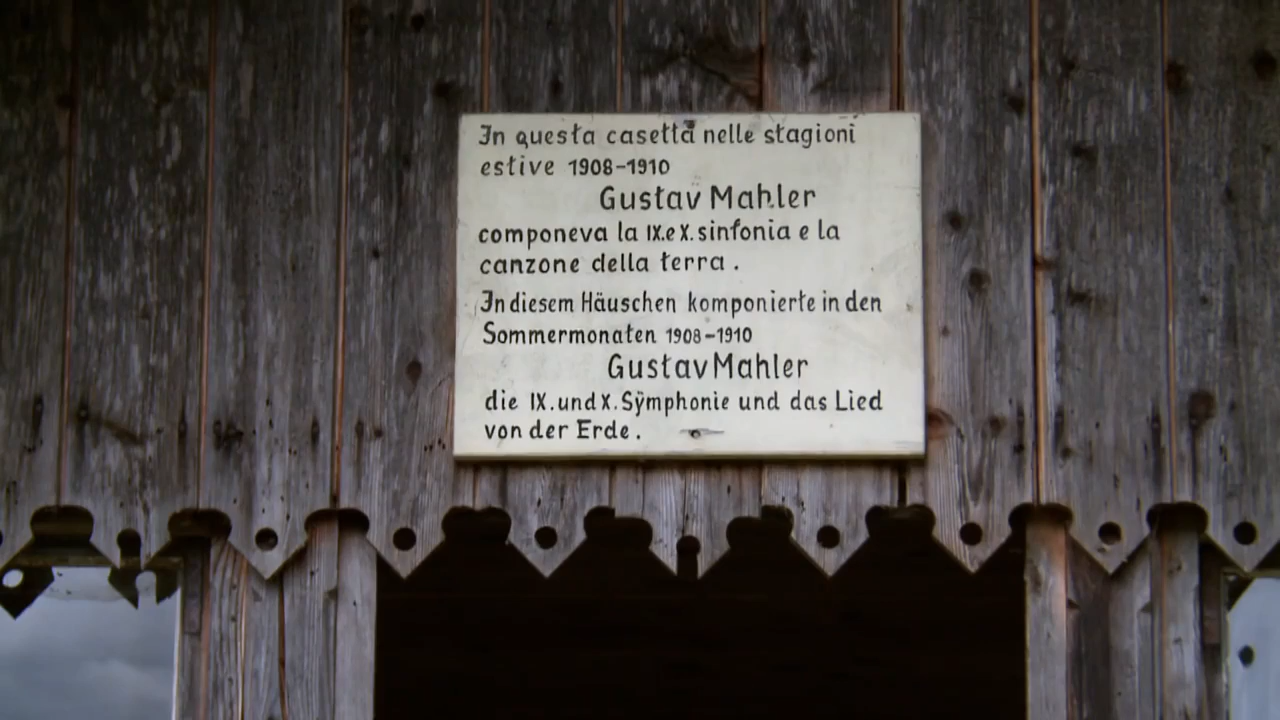 In questa casetta nelle stagioni
estive 1908-1910
Gustav Mahler
componeva la IX.e X. sinfonia e la
canzone della terra.
In diesem Häuschen komponierte in den
Sommermonaten 1908-1910
Gustav Mahler
die IX. und X. Sÿmphonie und das Lied
von der Erde.